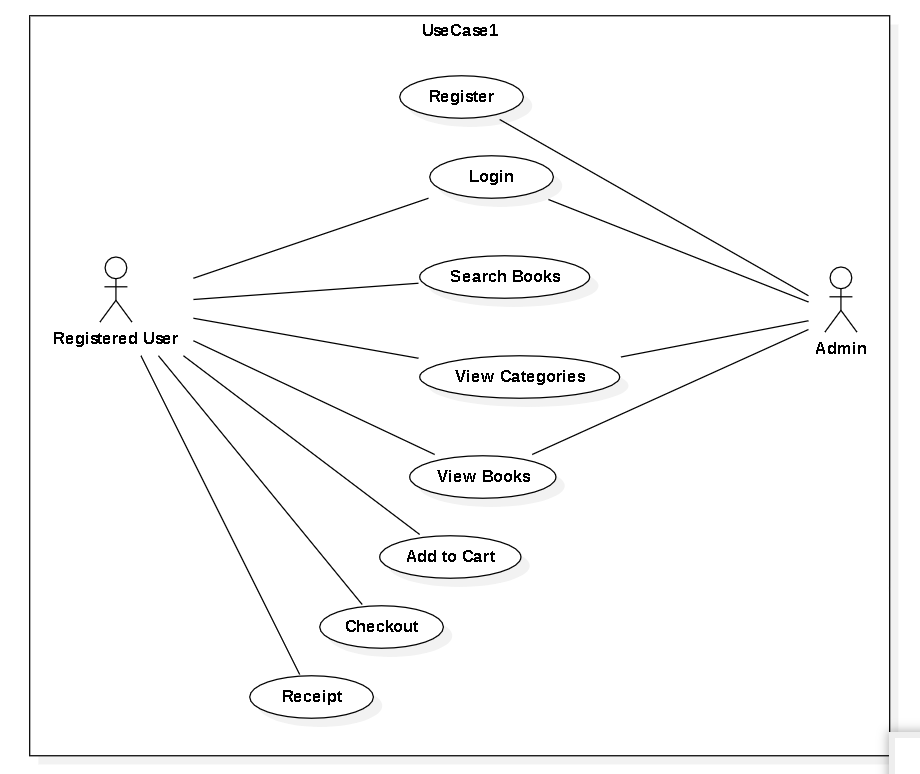 UseCase1
Register
Login
Search Books
Registered User
Admin
View Categories
View Books
Add to Cart
Checkout
Receipt